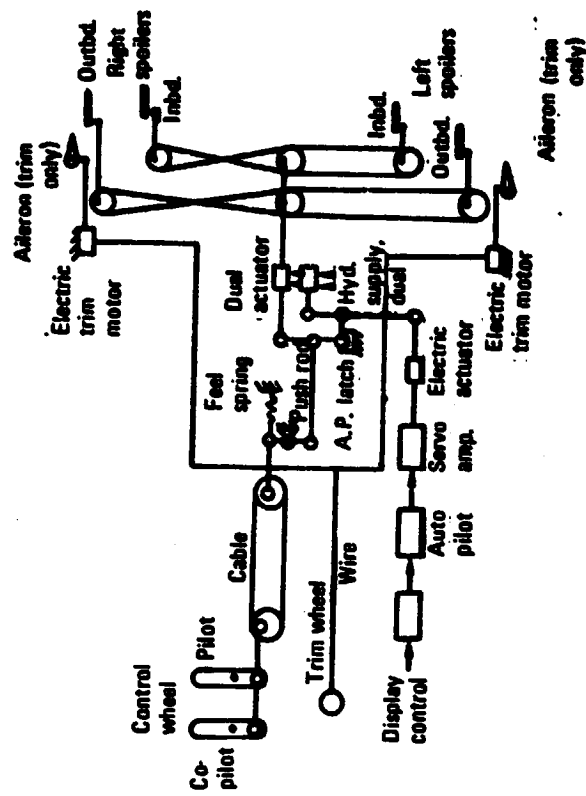 Display
control
Trim wheel
Co-
pilot
Control
wheel
Pilot
Wire
Cable
Auto
pilot
Servo
amp.
Electric
actuator
A.P. latch
Push rod
Feel
spring
Electric
trim motor
Hyd.
supply,
dual
Dual
actuator
Electric
trim
motor
Aileron (trim
only)
Outbd.
Inbd.
Left spoilers
Inbd.
Right
spoilers
Outbd.
Aileron (trim
only)